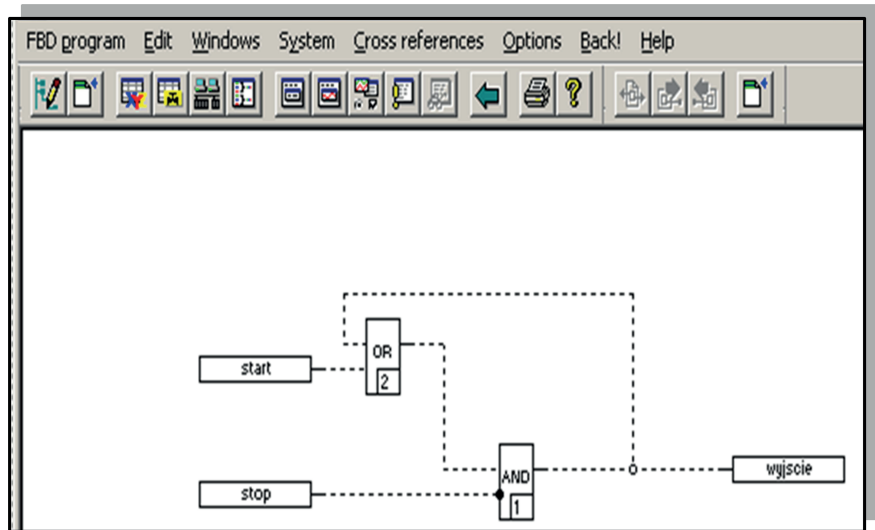 FBD program Edit Windows System Cross references Options Back! Help
OR
start
2
AND
wyjscie
stop
1